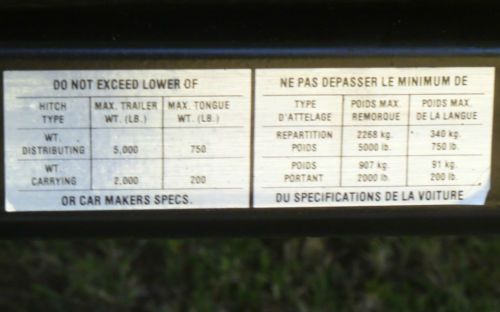 DO NOT EXCEED LOWER OF
HITCH TYPE MAX. TRAILER WT. (LB.) MAX. TONGUE WT. (LB.)
WT. DISTRIBUTING 5,000 750
WT. CARRYING 2,000 200
OR CAR MAKERS SPECS.
NE PAS DEPASSER LE MINIMUM DE
TYPE D'ATTELAGE POIDS MAX. REMORQUE POIDS MAX. DE LA LANGUE
REPARTITION POIDS 2268 kg. 5000 lb. 340 kg. 750 lb.
POIDS PORTANT 907 kg. 2000 lb. 91 kg. 200 lb.
DU SPECIFICATIONS DE LA VOITURE